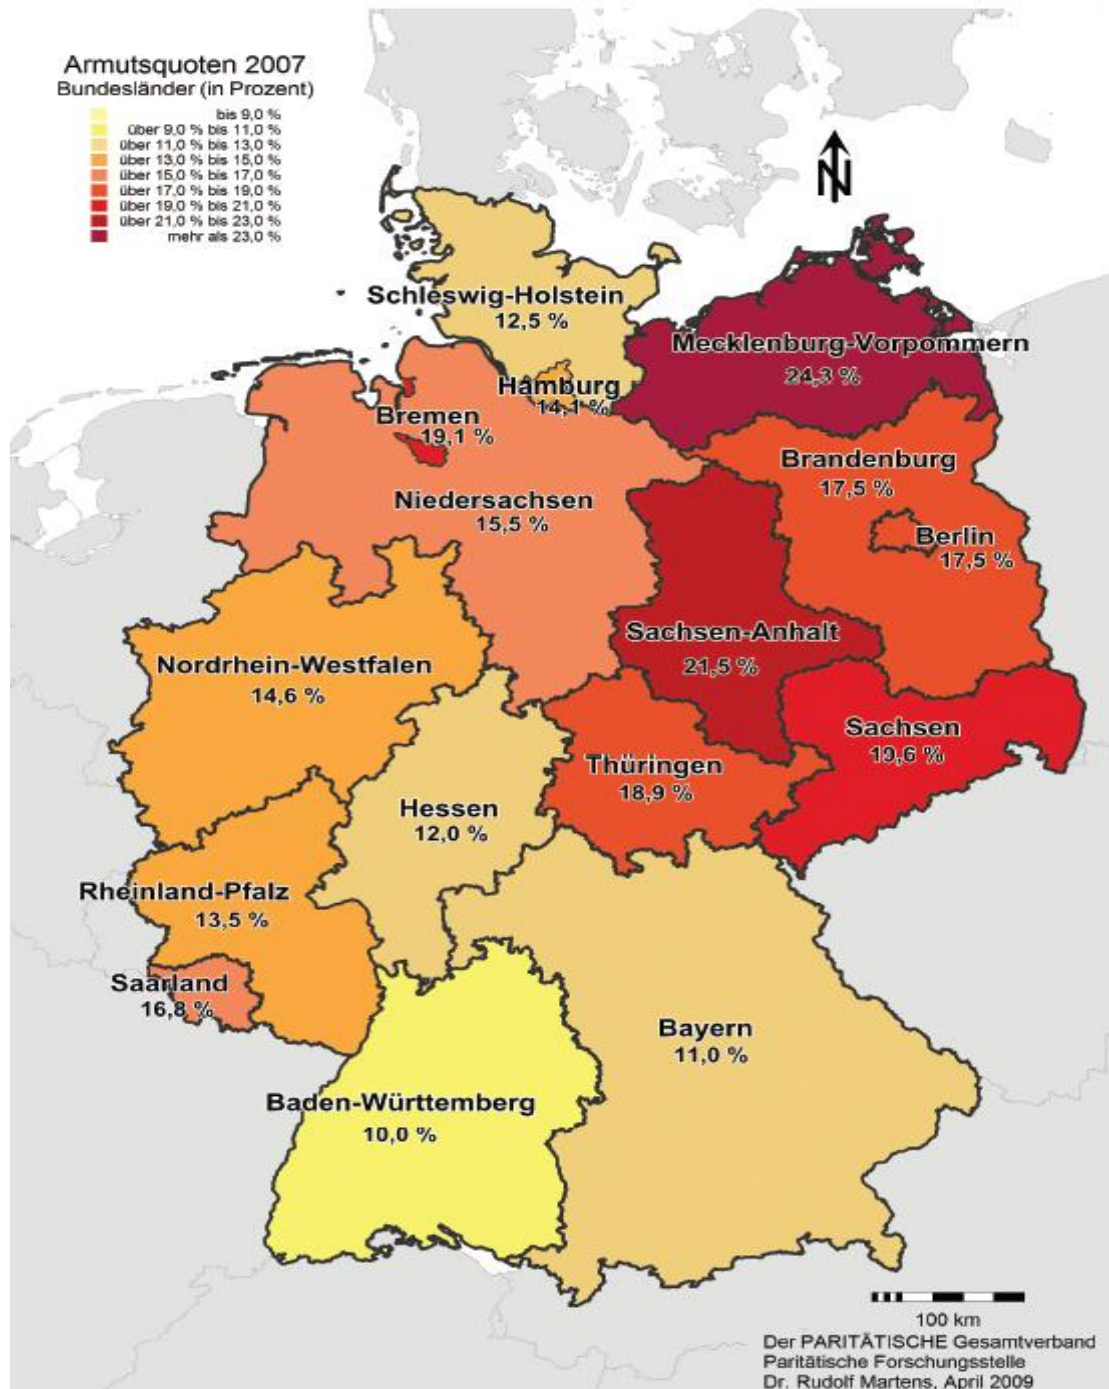 Armutsquoten 2007
Bundesländer (in Prozent)
bis 9,0 %
über 9,0 % bis 11,0 %
über 11,0 % bis 13,0 %
über 13,0 % bis 15,0 %
über 15,0 % bis 17,0 %
über 17,0 % bis 19,0 %
über 19,0 % bis 21,0 %
über 21,0 % bis 23,0 %
mehr als 23,0 %
N
Schleswig-Holstein
12,5 %
Mecklenburg-Vorpommern
24,3 %
Hamburg
14,1 %
Bremen
19,1 %
Brandenburg
17,5 %
Niedersachsen
15,5 %
Berlin
17,5 %
Sachsen-Anhalt
21,5 %
Nordrhein-Westfalen
14,6 %
Sachsen
19,6 %
Thüringen
18,9 %
Hessen
12,0 %
Rheinland-Pfalz
13,5 %
Saarland
16,8 %
Bayern
11,0 %
Baden-Württemberg
10,0 %
100 km
Der PARITÄTISCHE Gesamtverband
Paritätische Forschungsstelle
Dr. Rudolf Martens, April 2009